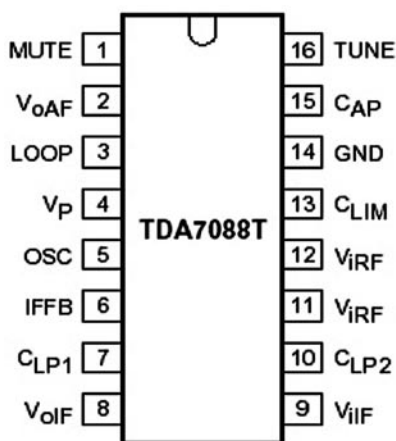 MUTE 1 16 TUNE
VoAF 2 15 CAP
LOOP 3 14 GND
VP 4 13 CLIM
TDA7088T
OSC 5 12 ViRF
IFFB 6 11 ViRF
CLP1 7 10 CLP2
VoIF 8 9 ViIF